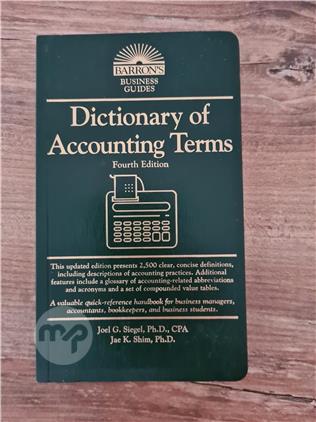 BARRON'S
BUSINESS
GUIDES
Dictionary of
Accounting Terms
Fourth Edition
This updated edition presents 2,500 clear, concise definitions,
including descriptions of accounting practices. Additional
features include a glossary of accounting-related abbreviations
and acronyms and a set of compounded value tables.
A valuable quick-reference handbook for business managers,
accountants, bookkeepers, and business students.
Joel G. Siegel, Ph.D., CPA
Jae K. Shim, Ph.D.
mp